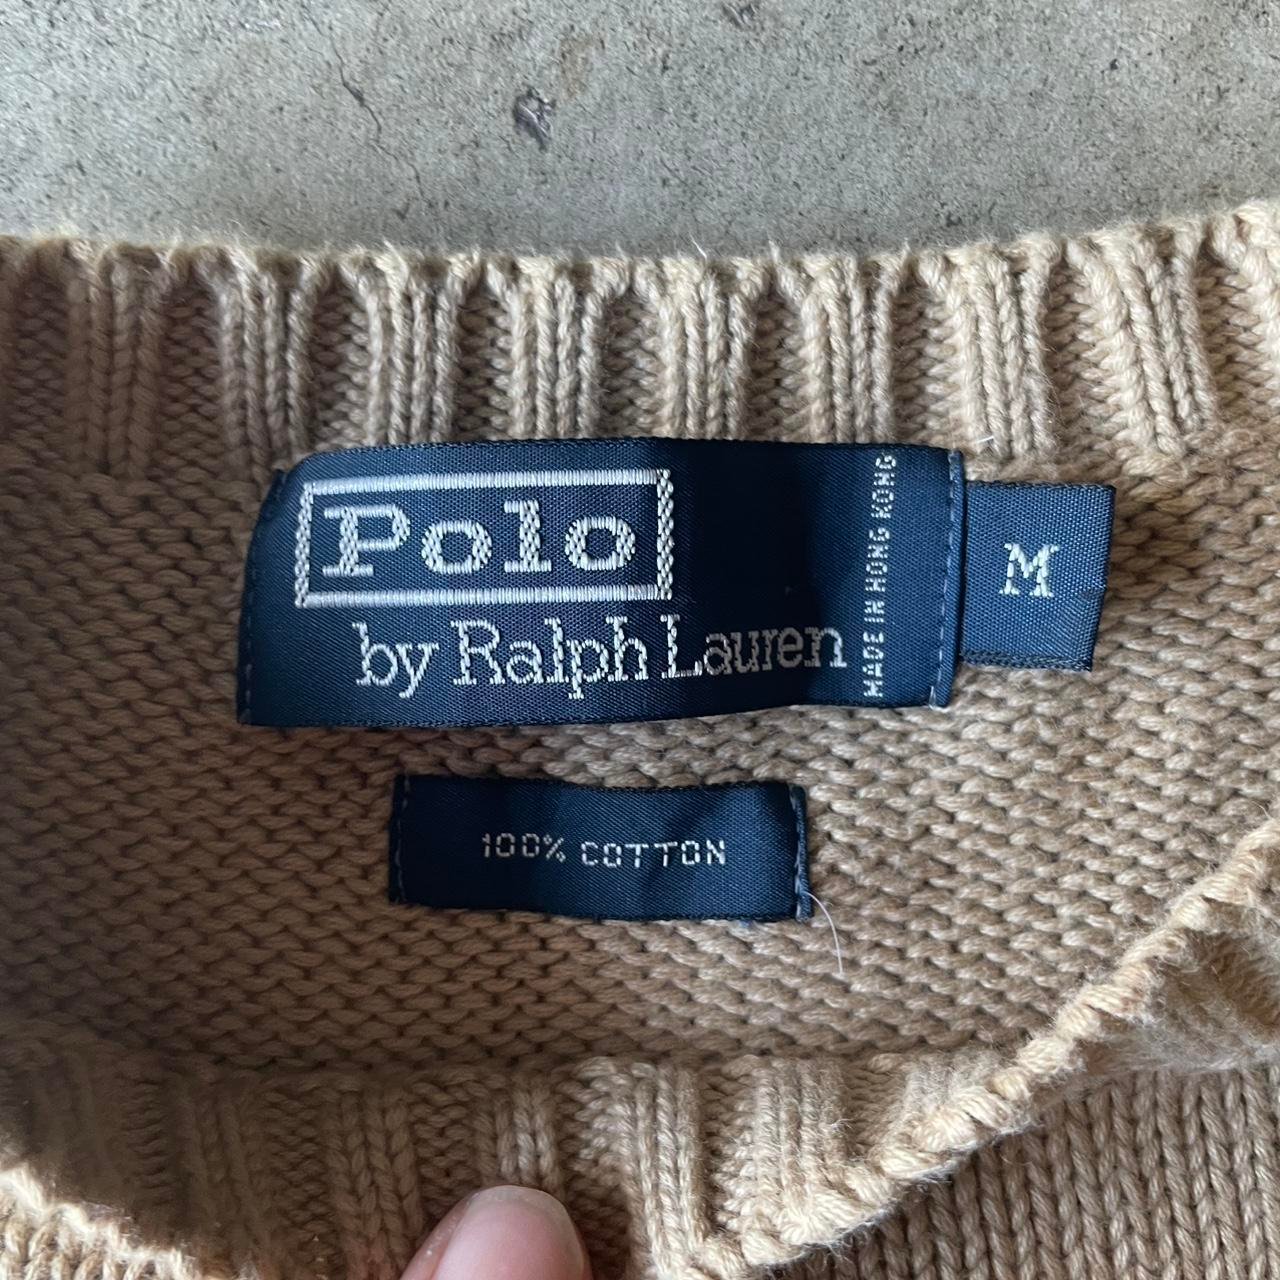 Polo
by Ralph Lauren
MADE IN HONG KONG
M
100% COTTON